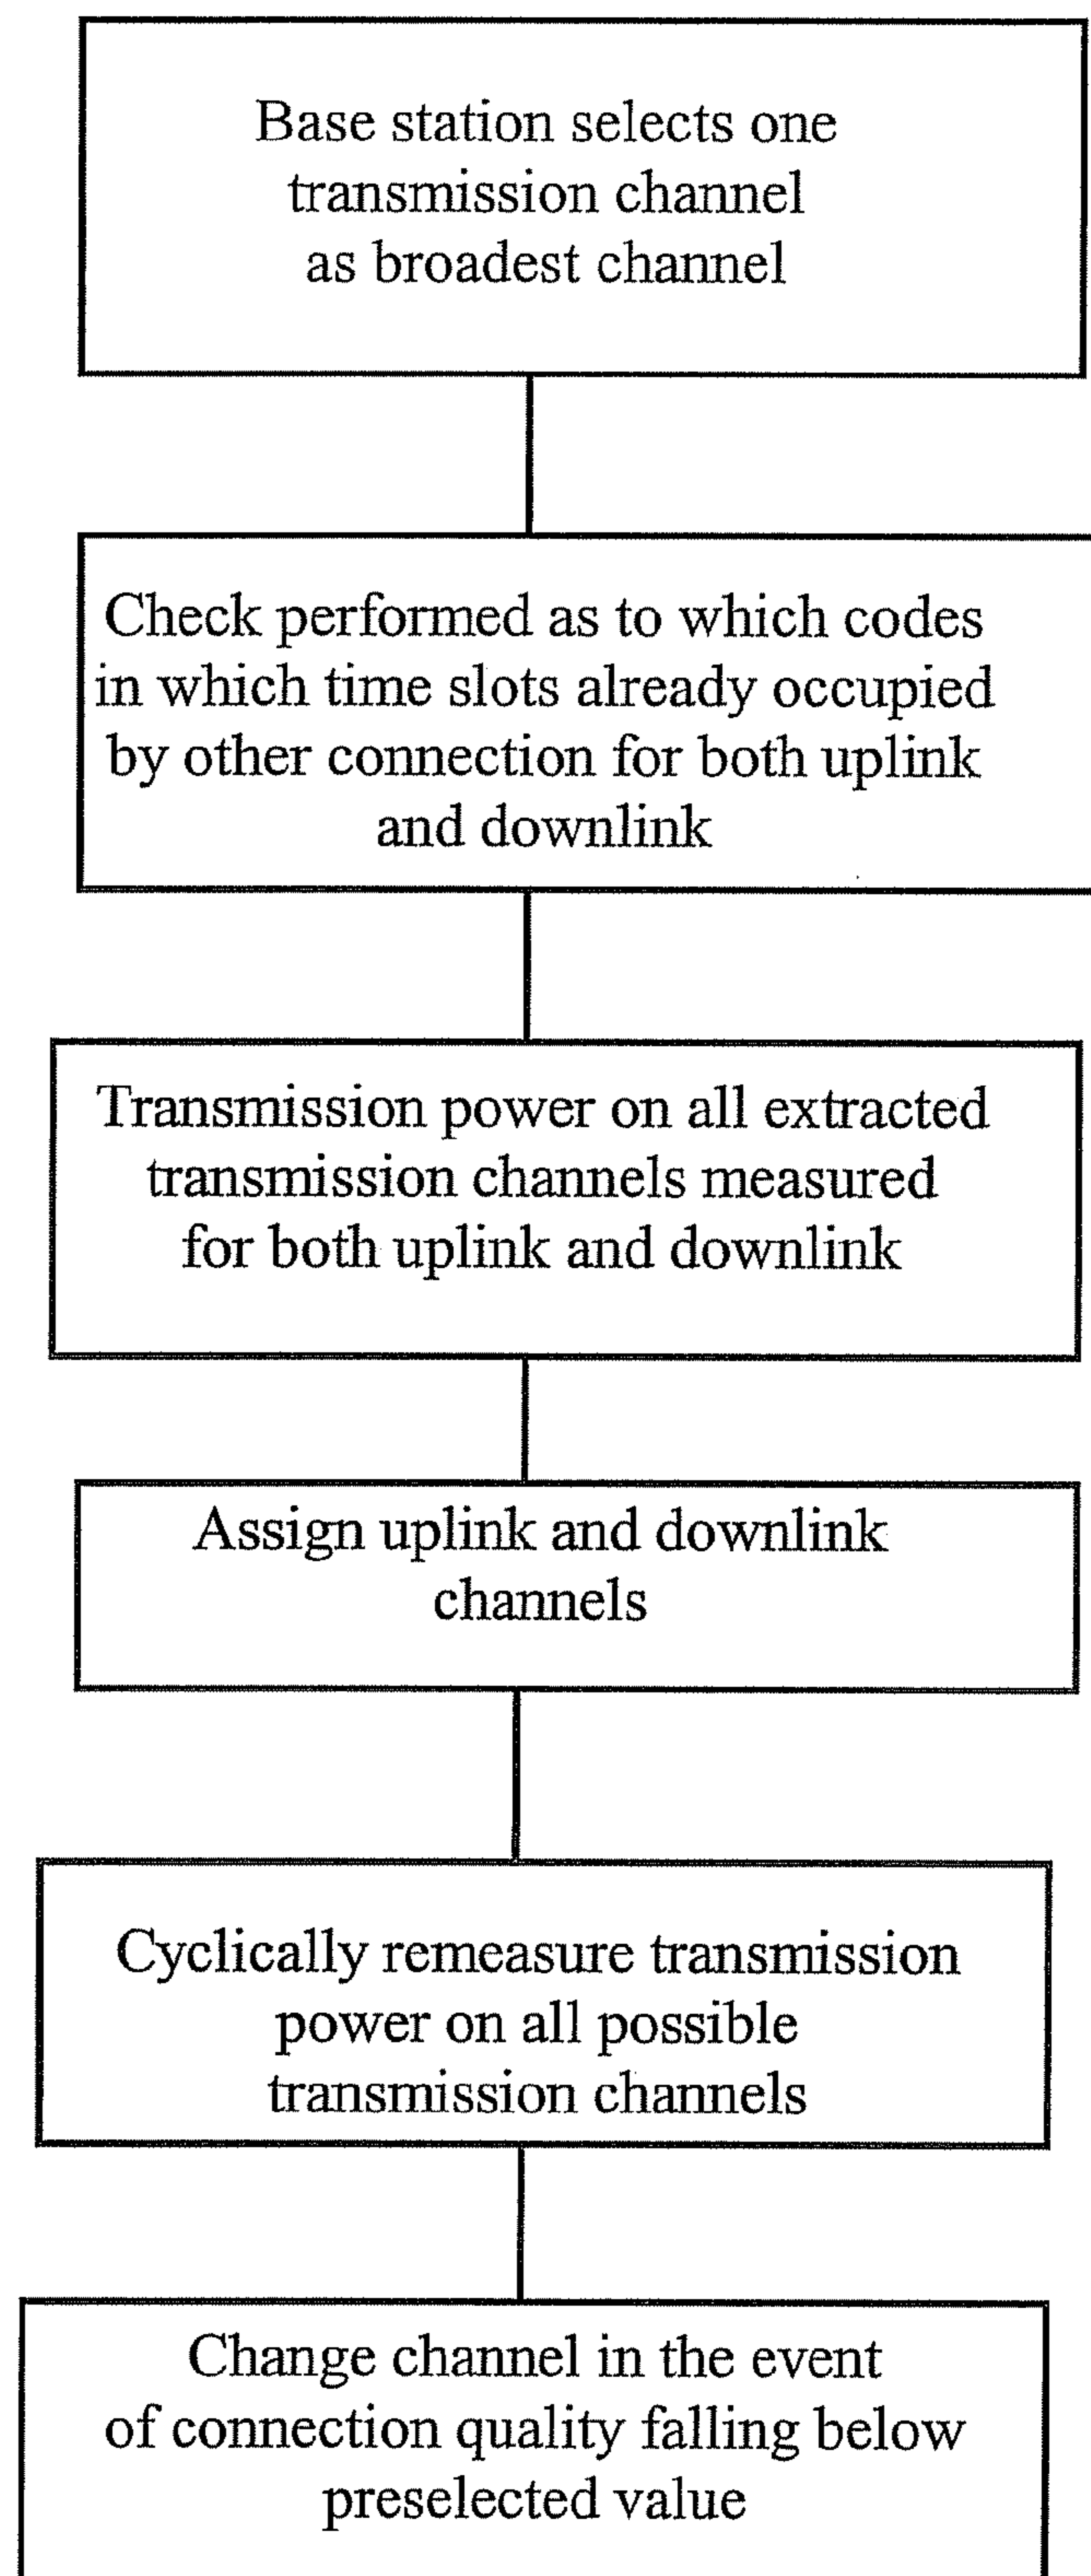 Base station selects one
transmission channel
as broadest channel
Check performed as to which codes
in which time slots already occupied
by other connection for both uplink
and downlink
Transmission power on all extracted
transmission channels measured
for both uplink and downlink
Assign uplink and downlink
channels
Cyclically remeasure transmission
power on all possible
transmission channels
Change channel in the event
of connection quality falling below
preselected value